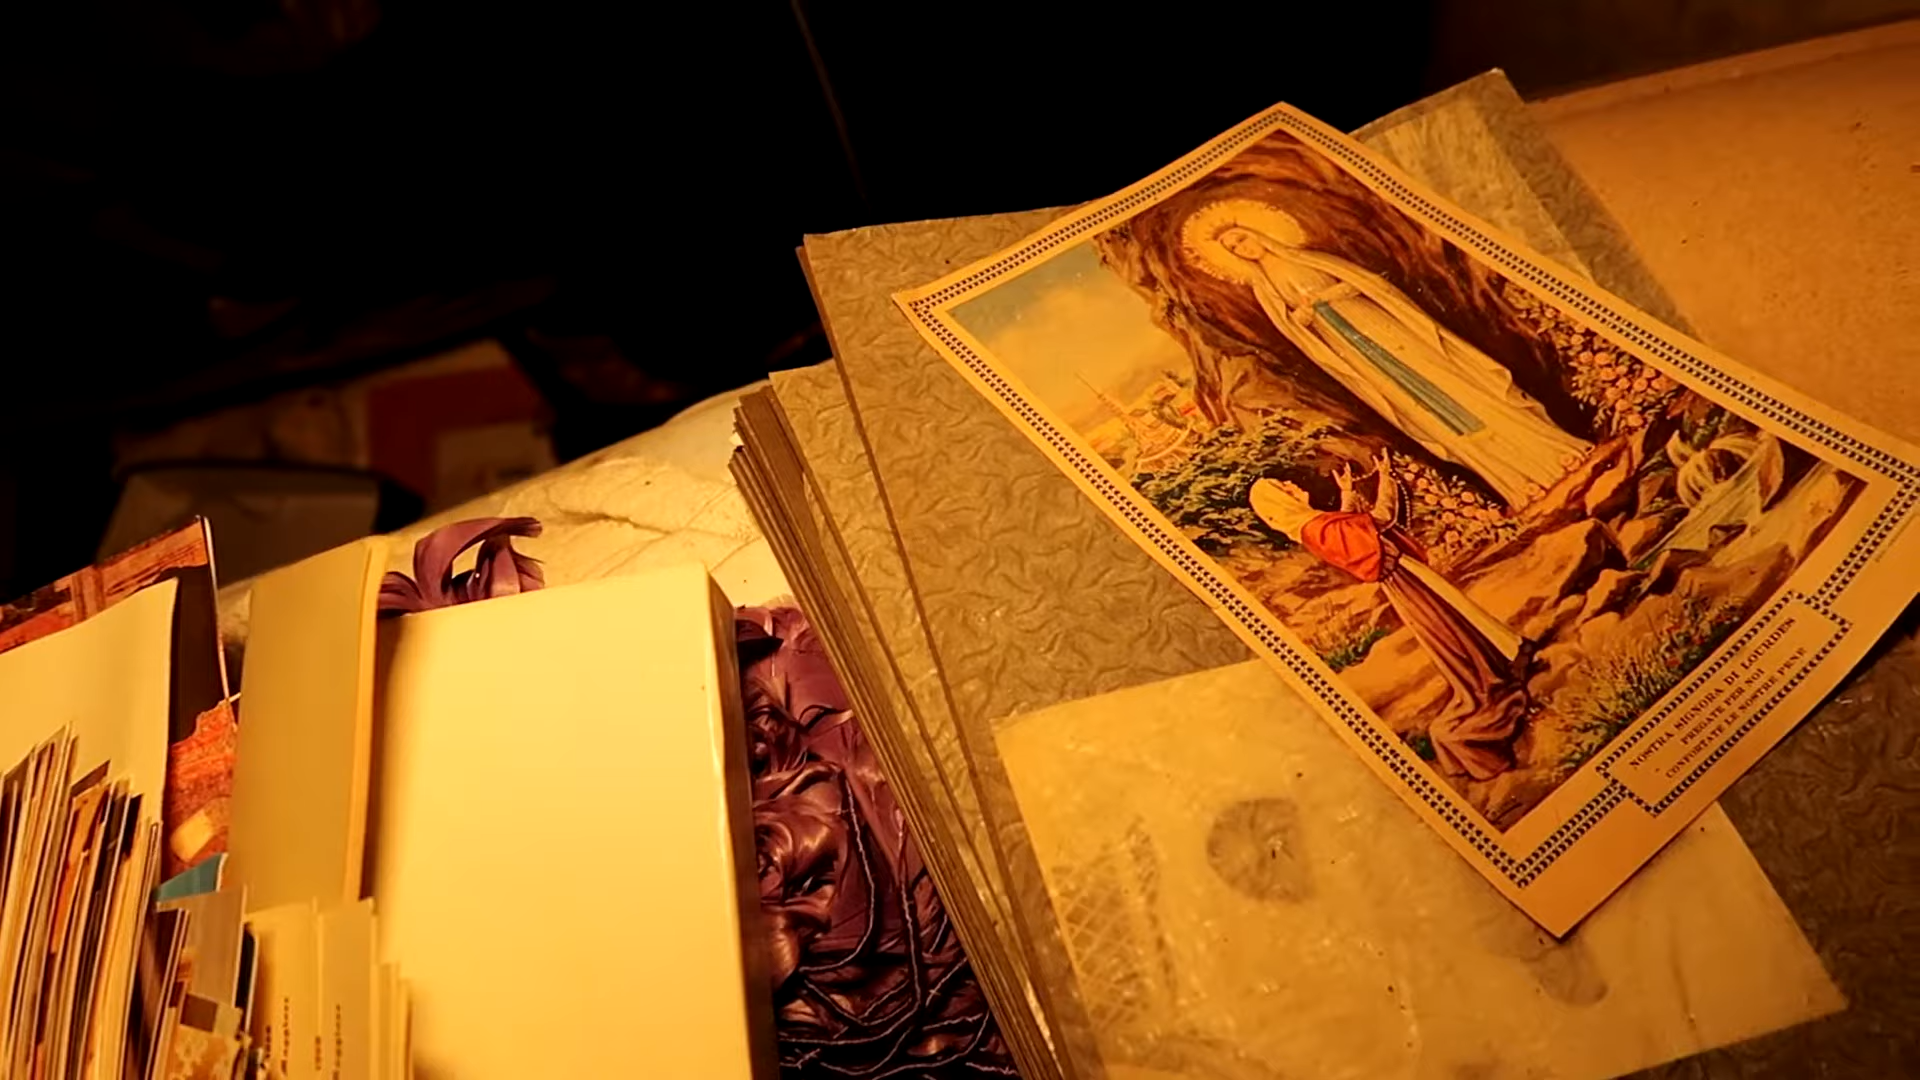 NOSTRA SIGNORA DI LOURDES
PREGATE PER NOI
CONFORTATE LE NOSTRE PENE